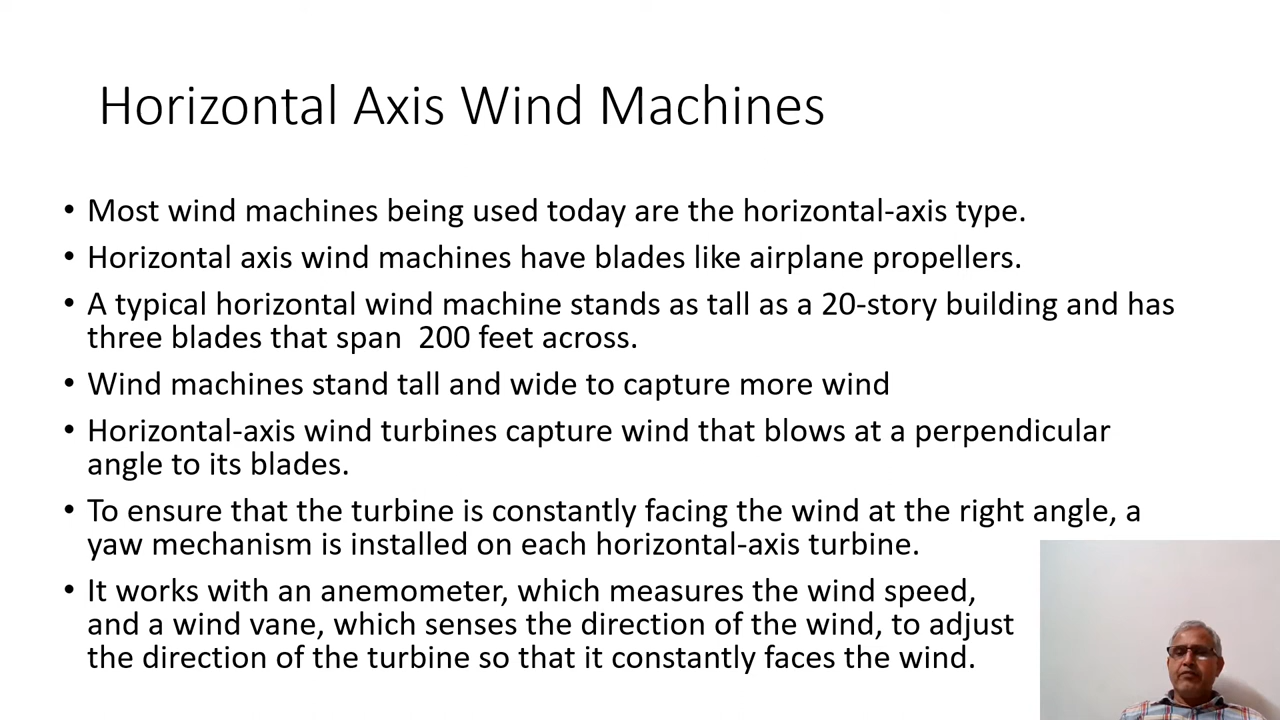 Horizontal Axis Wind Machines
• Most wind machines being used today are the horizontal-axis type.
• Horizontal axis wind machines have blades like airplane propellers.
• A typical horizontal wind machine stands as tall as a 20-story building and has
three blades that span  200 feet across.
• Wind machines stand tall and wide to capture more wind
• Horizontal-axis wind turbines capture wind that blows at a perpendicular
angle to its blades.
• To ensure that the turbine is constantly facing the wind at the right angle, a
yaw mechanism is installed on each horizontal-axis turbine.
• It works with an anemometer, which measures the wind speed,
and a wind vane, which senses the direction of the wind, to adjust
the direction of the turbine so that it constantly faces the wind.